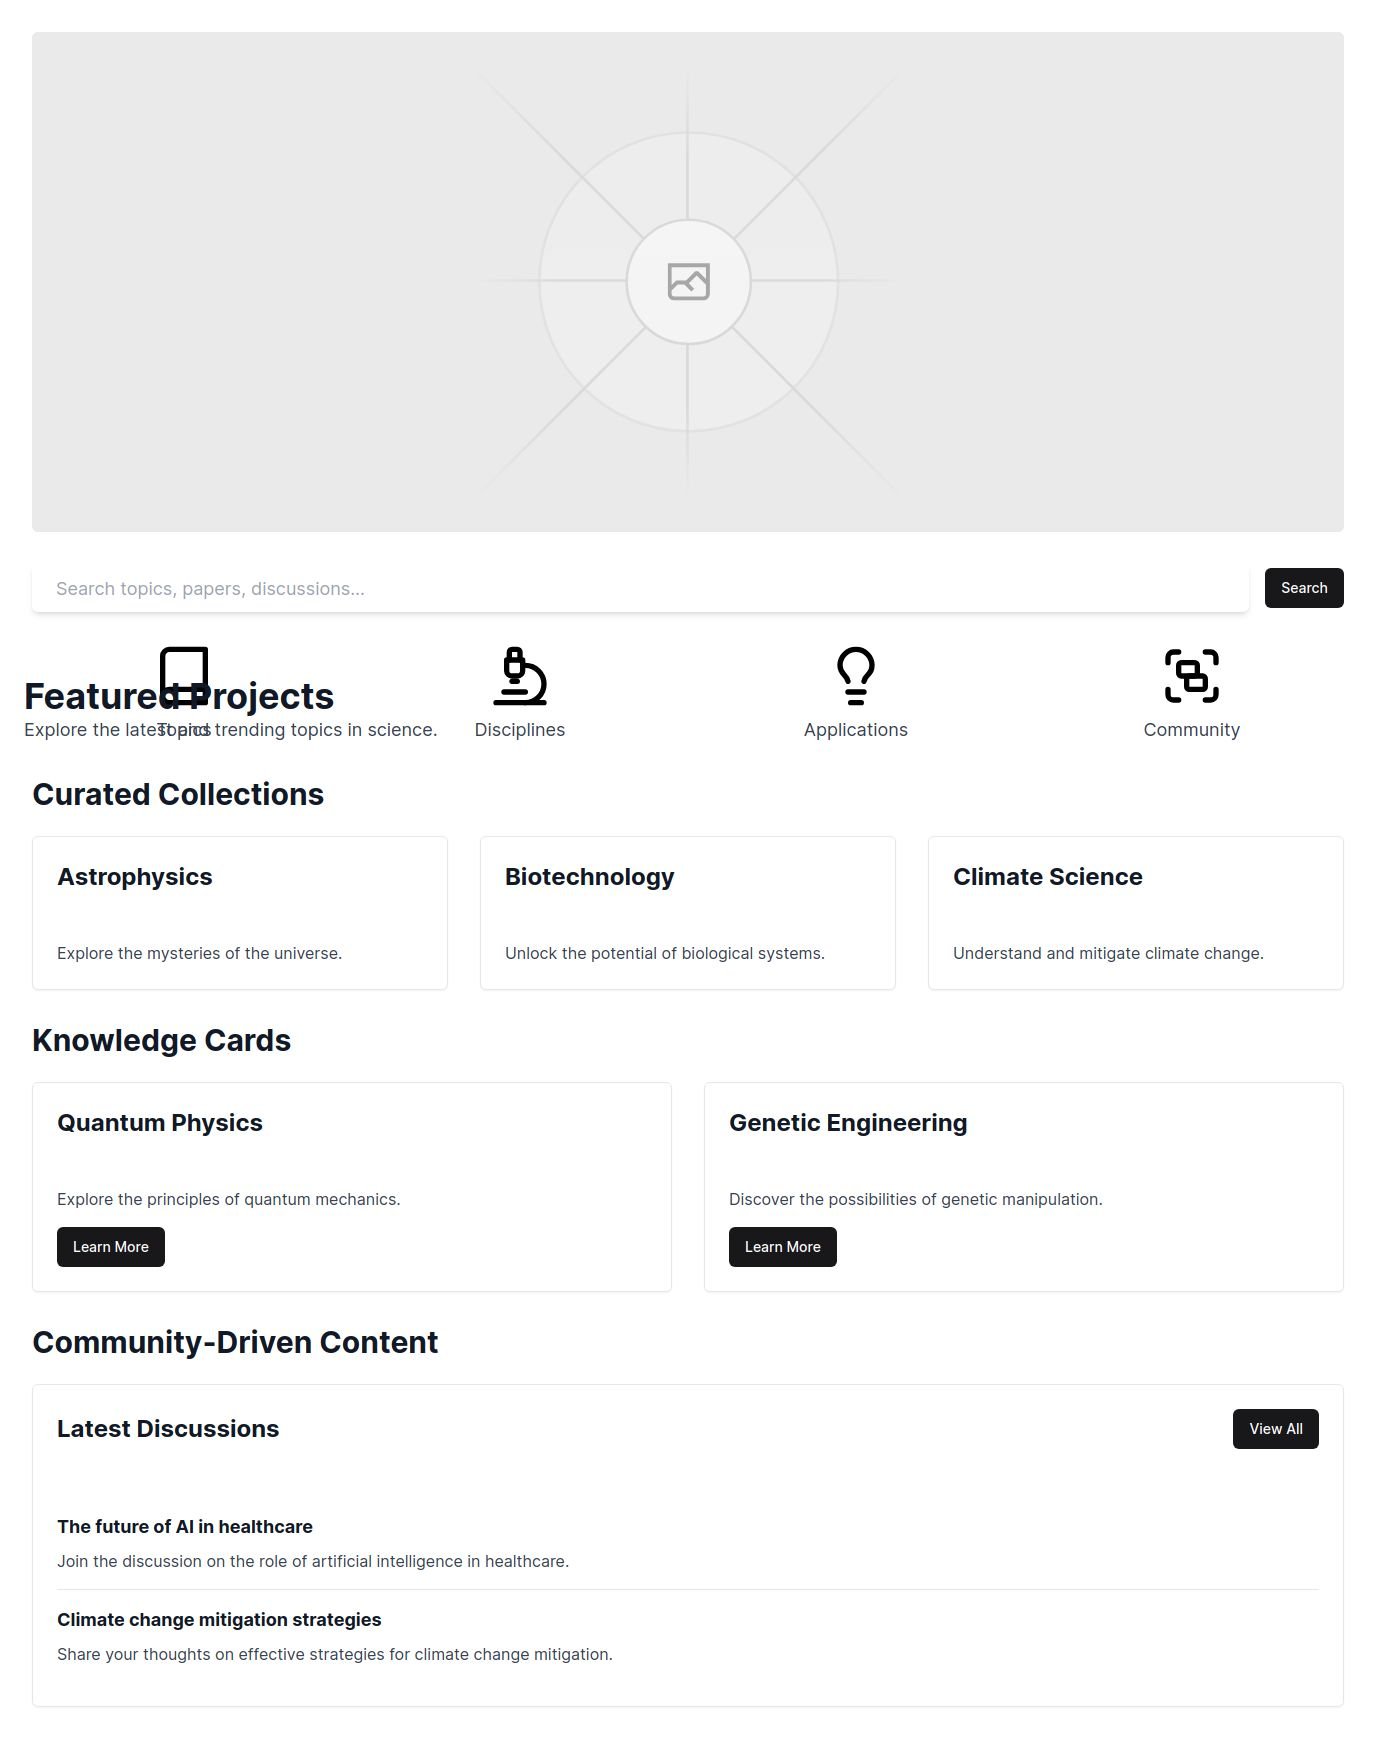 Search topics, papers, discussions...
Search
Featured Projects
Explore the latest and trending topics in science.
Topics
Disciplines
Applications
Community
Curated Collections
Astrophysics
Explore the mysteries of the universe.
Biotechnology
Unlock the potential of biological systems.
Climate Science
Understand and mitigate climate change.
Knowledge Cards
Quantum Physics
Explore the principles of quantum mechanics.
Learn More
Genetic Engineering
Discover the possibilities of genetic manipulation.
Learn More
Community-Driven Content
Latest Discussions
View All
The future of AI in healthcare
Join the discussion on the role of artificial intelligence in healthcare.
Climate change mitigation strategies
Share your thoughts on effective strategies for climate change mitigation.